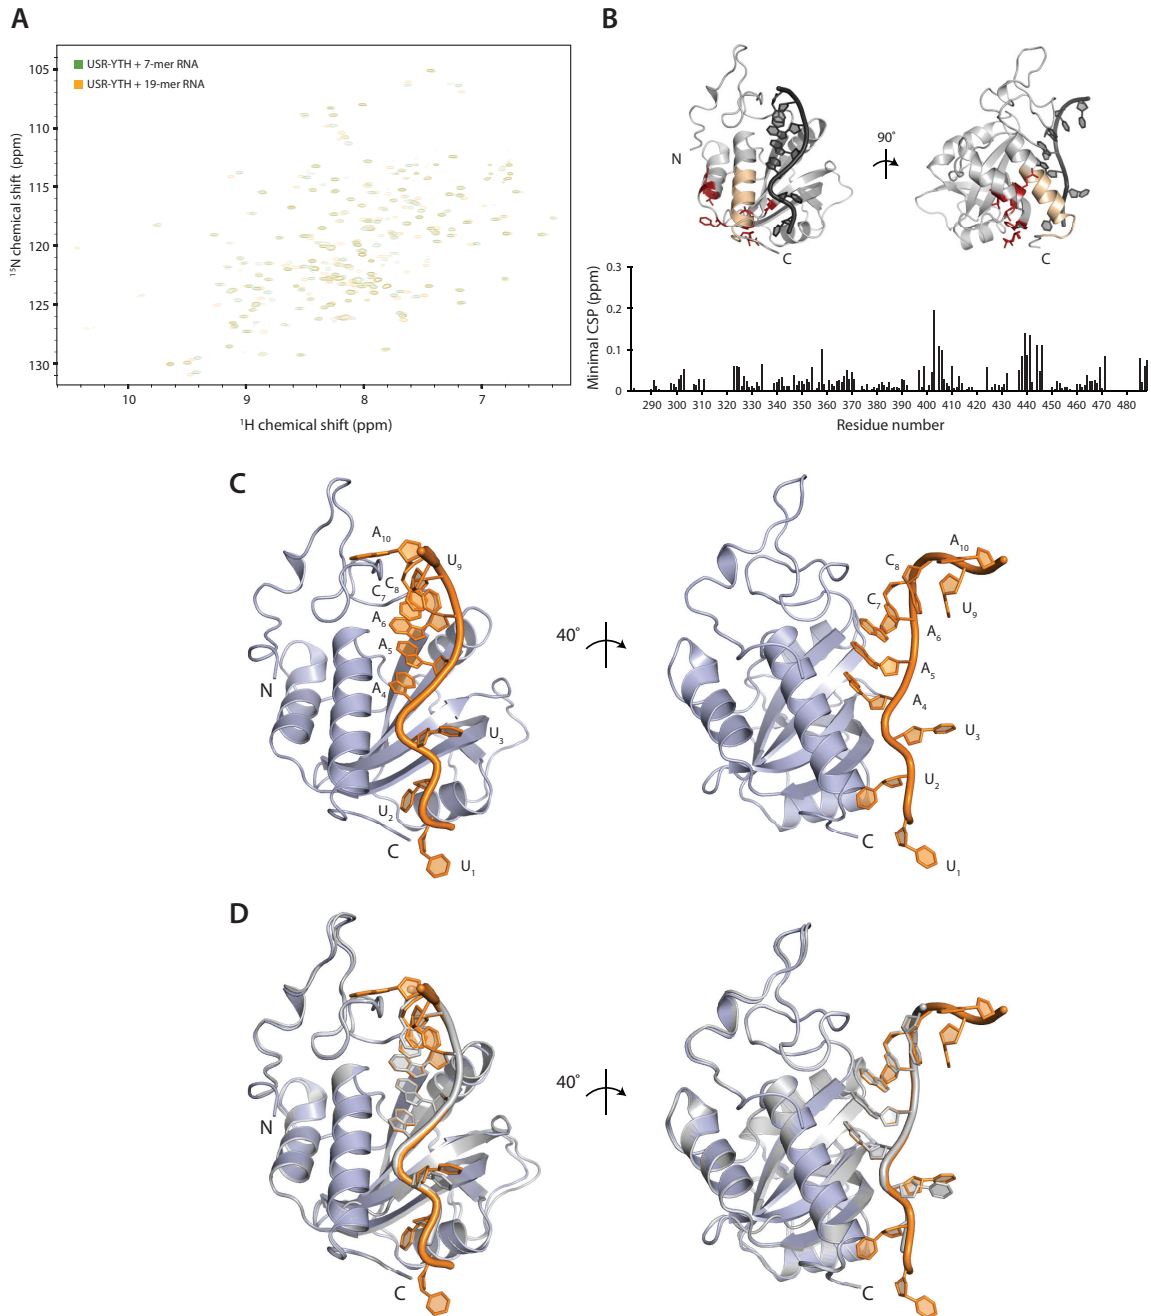 A
USR-YTH + 7-mer RNA
USR-YTH + 19-mer RNA
105
110
115
120
125
130
15N chemical shift (ppm)
10
9
8
7
1H chemical shift (ppm)
B
N
C
90°
C
0.3
0.2
0.1
0
Minimal CSP (ppm)
290 300 310 320 330 340 350 360 370 380 390 400 410 420 430 440 450 460 470 480
Residue number
C
A10
U9
C8
C7
A6
A5
A4
U3
U2
U1
N
C
40°
A10
C8
C7
U9
A6
A5
A4
U3
U2
U1
C
D
N
C
40°
C